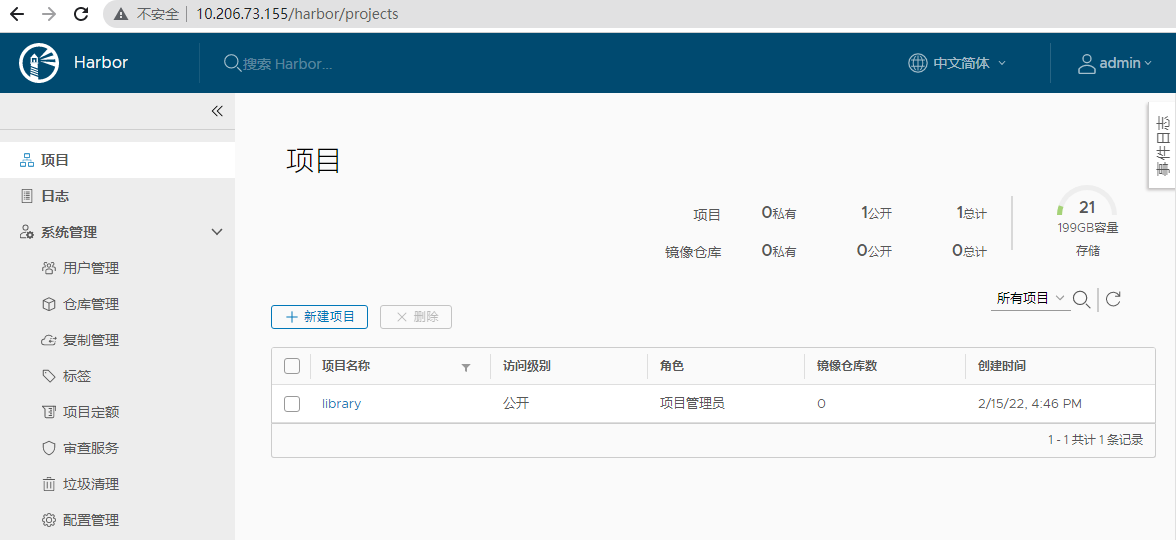 不安全 | 10.206.73.155/harbor/projects
Harbor
搜索 Harbor...
中文简体
admin
事件日志
项目
日志
系统管理
用户管理
仓库管理
复制管理
标签
项目定额
审查服务
垃圾清理
配置管理
项目
项目 0私有 1公开 1总计
镜像仓库 0私有 0公开 0总计
21
199GB容量
存储
所有项目
新建项目 删除
项目名称 访问级别 角色 镜像仓库数 创建时间
library 公开 项目管理员 0 2/15/22, 4:46 PM
1 - 1 共计 1 条记录